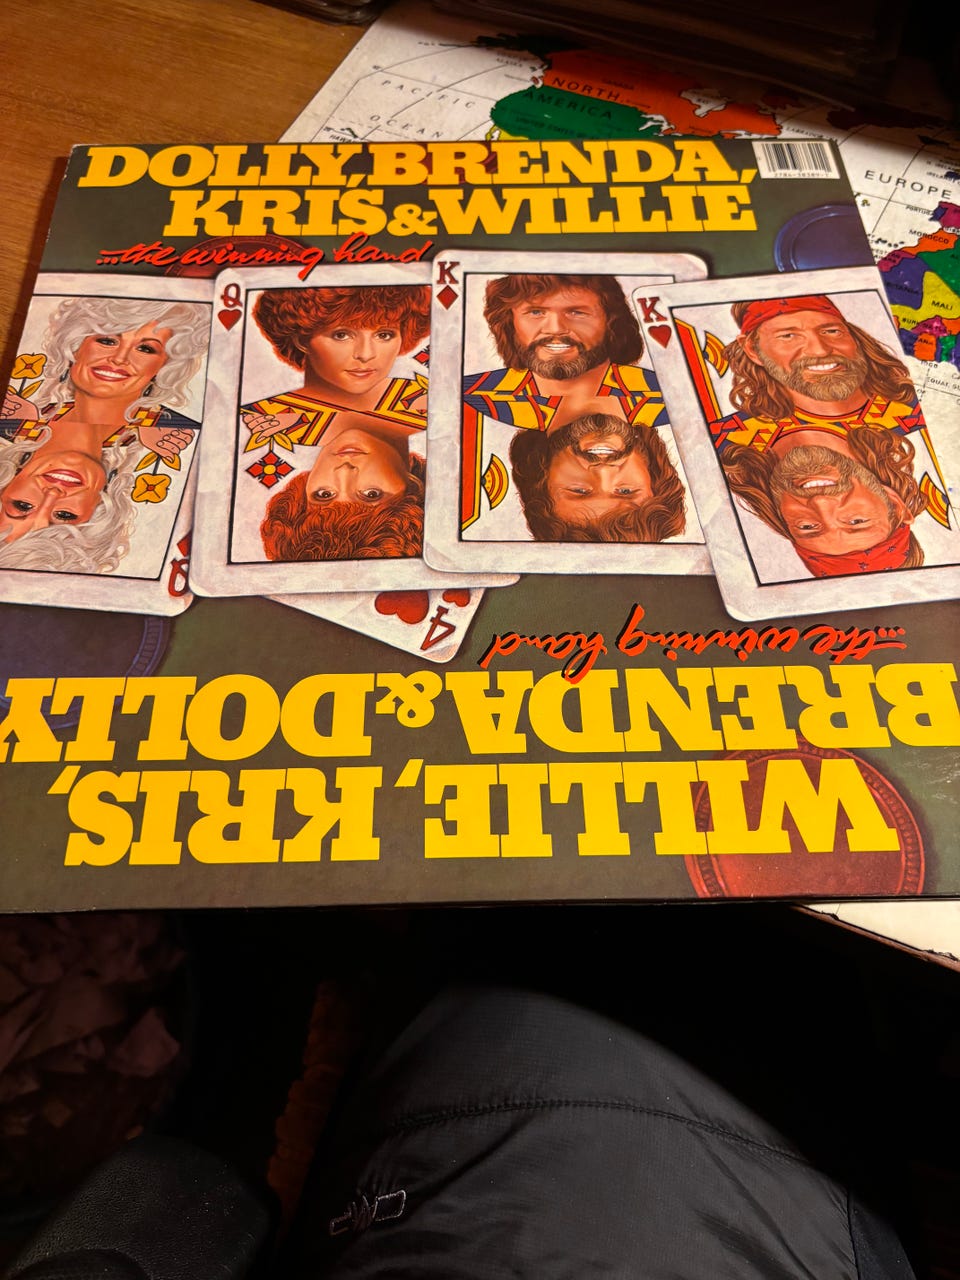 DOLLY, BRENDA,
KRIS & WILLIE
...the winning hand
Q
K
K
Q
4
...the winning hand
WILLIE, KRIS,
BRENDA & DOLLY
PACIFIC
OCEAN
NORTH
AMERICA
EUROPE
MOROCCO
MALI